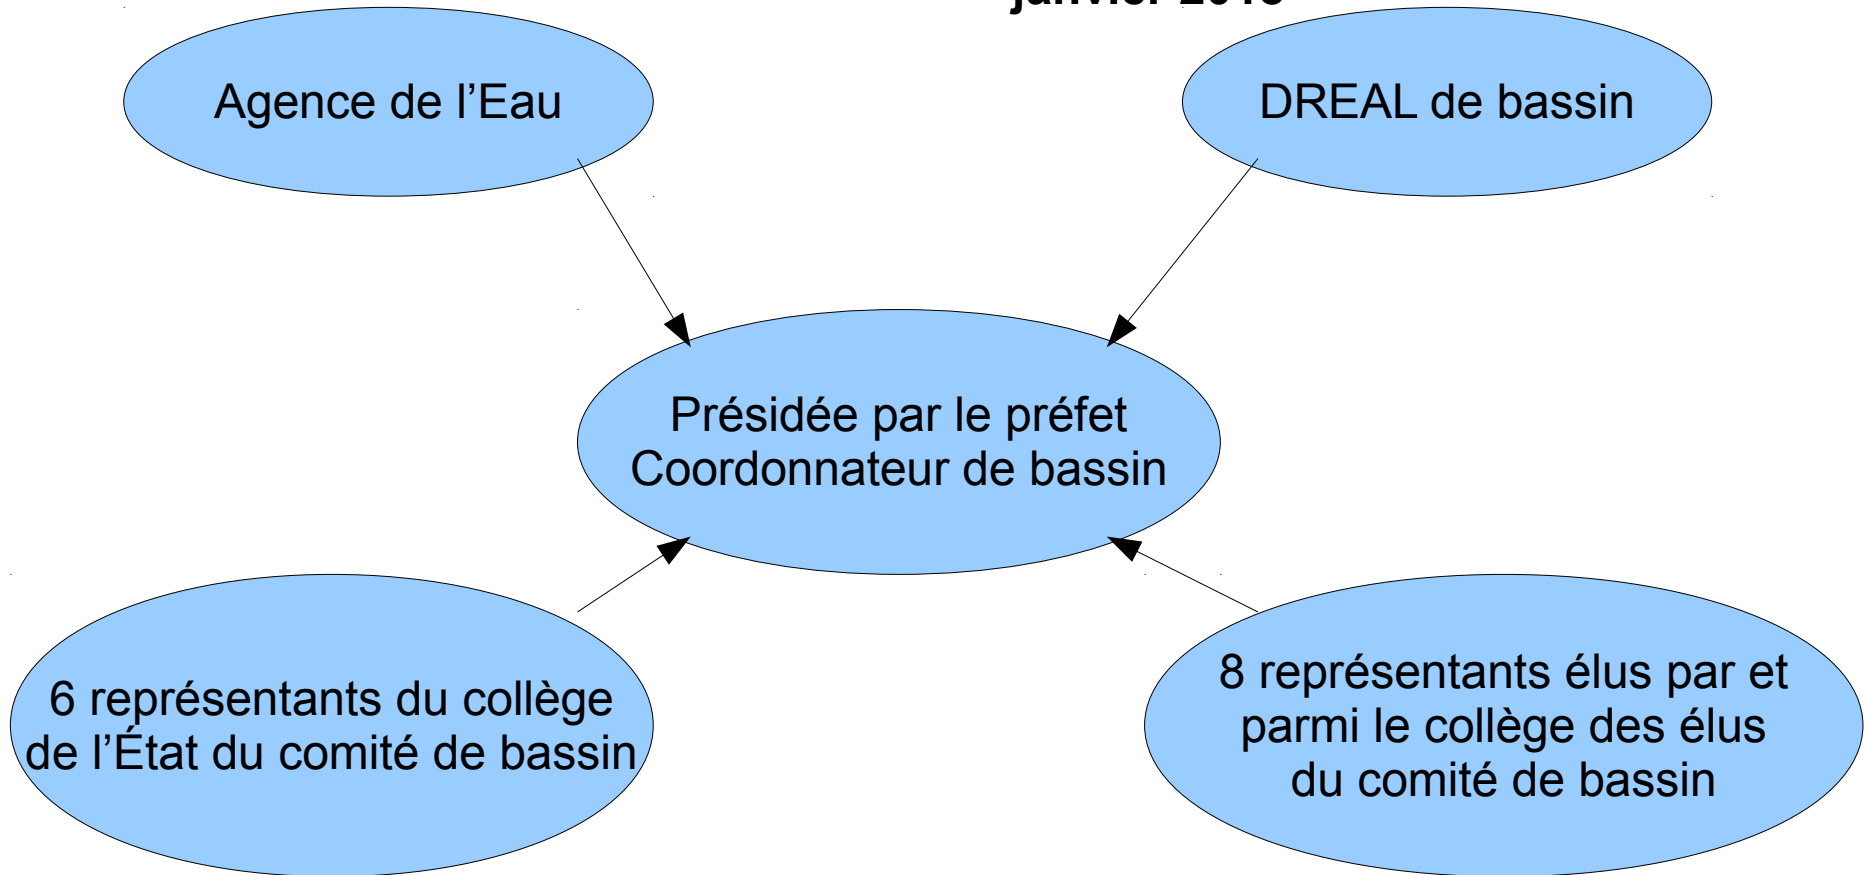 Agence de l’Eau
DREAL de bassin
Présidée par le préfet
Coordonnateur de bassin
6 représentants du collège
de l’État du comité de bassin
8 représentants élus par et
parmi le collège des élus
du comité de bassin